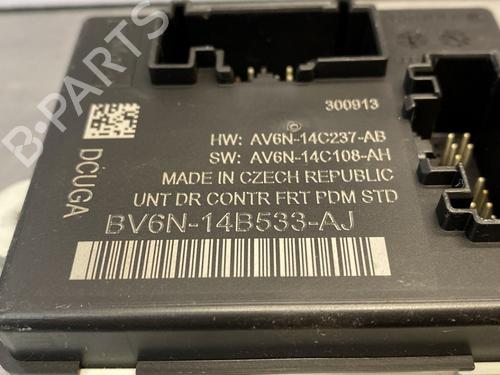 300913
HW: AV6N-14C237-AB
SW: AV6N-14C108-AH
MADE IN CZECH REPUBLIC
UNT DR CONTR FRT PDM STD
BV6N-14B533-AJ
DCUGA
B-PARTS